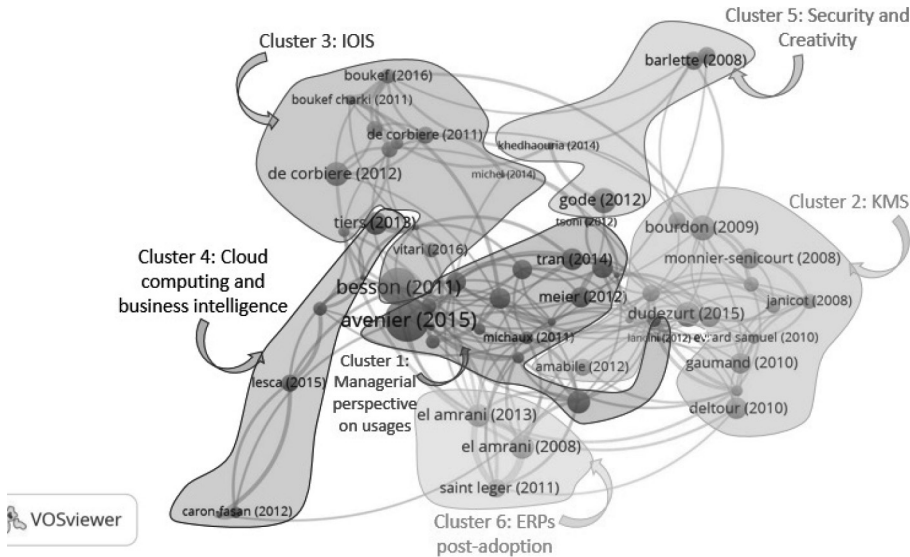 Cluster 5: Security and
Creativity
Cluster 3: IOIS
barlette (2008)
boukef (2016)
boukef charki (2011)
de corbiere (2011)
khedhaouria (2014)
de corbiere (2012)
michel (2014)
gode (2012)
Cluster 2: KMS
tiers (2013)
tsoni (2012)
bourdon (2009)
Cluster 4: Cloud
computing and
business intelligence
vitari (2016)
tran (2014)
monnier-senicourt (2008)
besson (2011)
meier (2012)
janicot (2008)
avenier (2015)
dudezurt (2015)
michaux (2011)
(2012) evrard samuel (2010)
Cluster 1:
Managerial
perspective
on usages
amabile (2012)
gaumand (2010)
lesca (2015)
el amrani (2013)
deltour (2010)
el amrani (2008)
saint leger (2011)
caron-fasan (2012)
VOSviewer
Cluster 6: ERPs
post-adoption